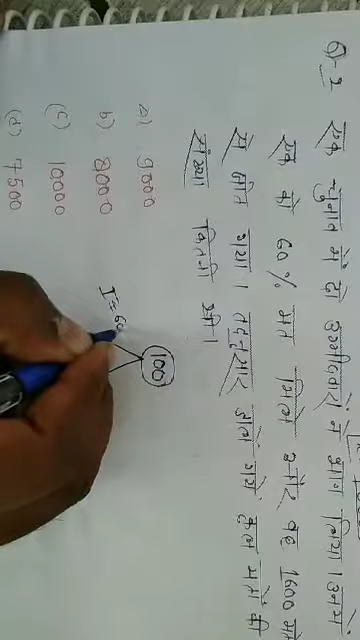 Q-2 एक चुनाव में दो उम्मीदवारों ने भाग लिया। उनमें
एक को 60% मत मिले और वह 1600 मतों
से जीत गया। तदनुसार डाले गये कुल मतों की
संख्या कितनी थी।
a) 9000
b) 8000
(c) 10000
(d) 7500
100
I = 60